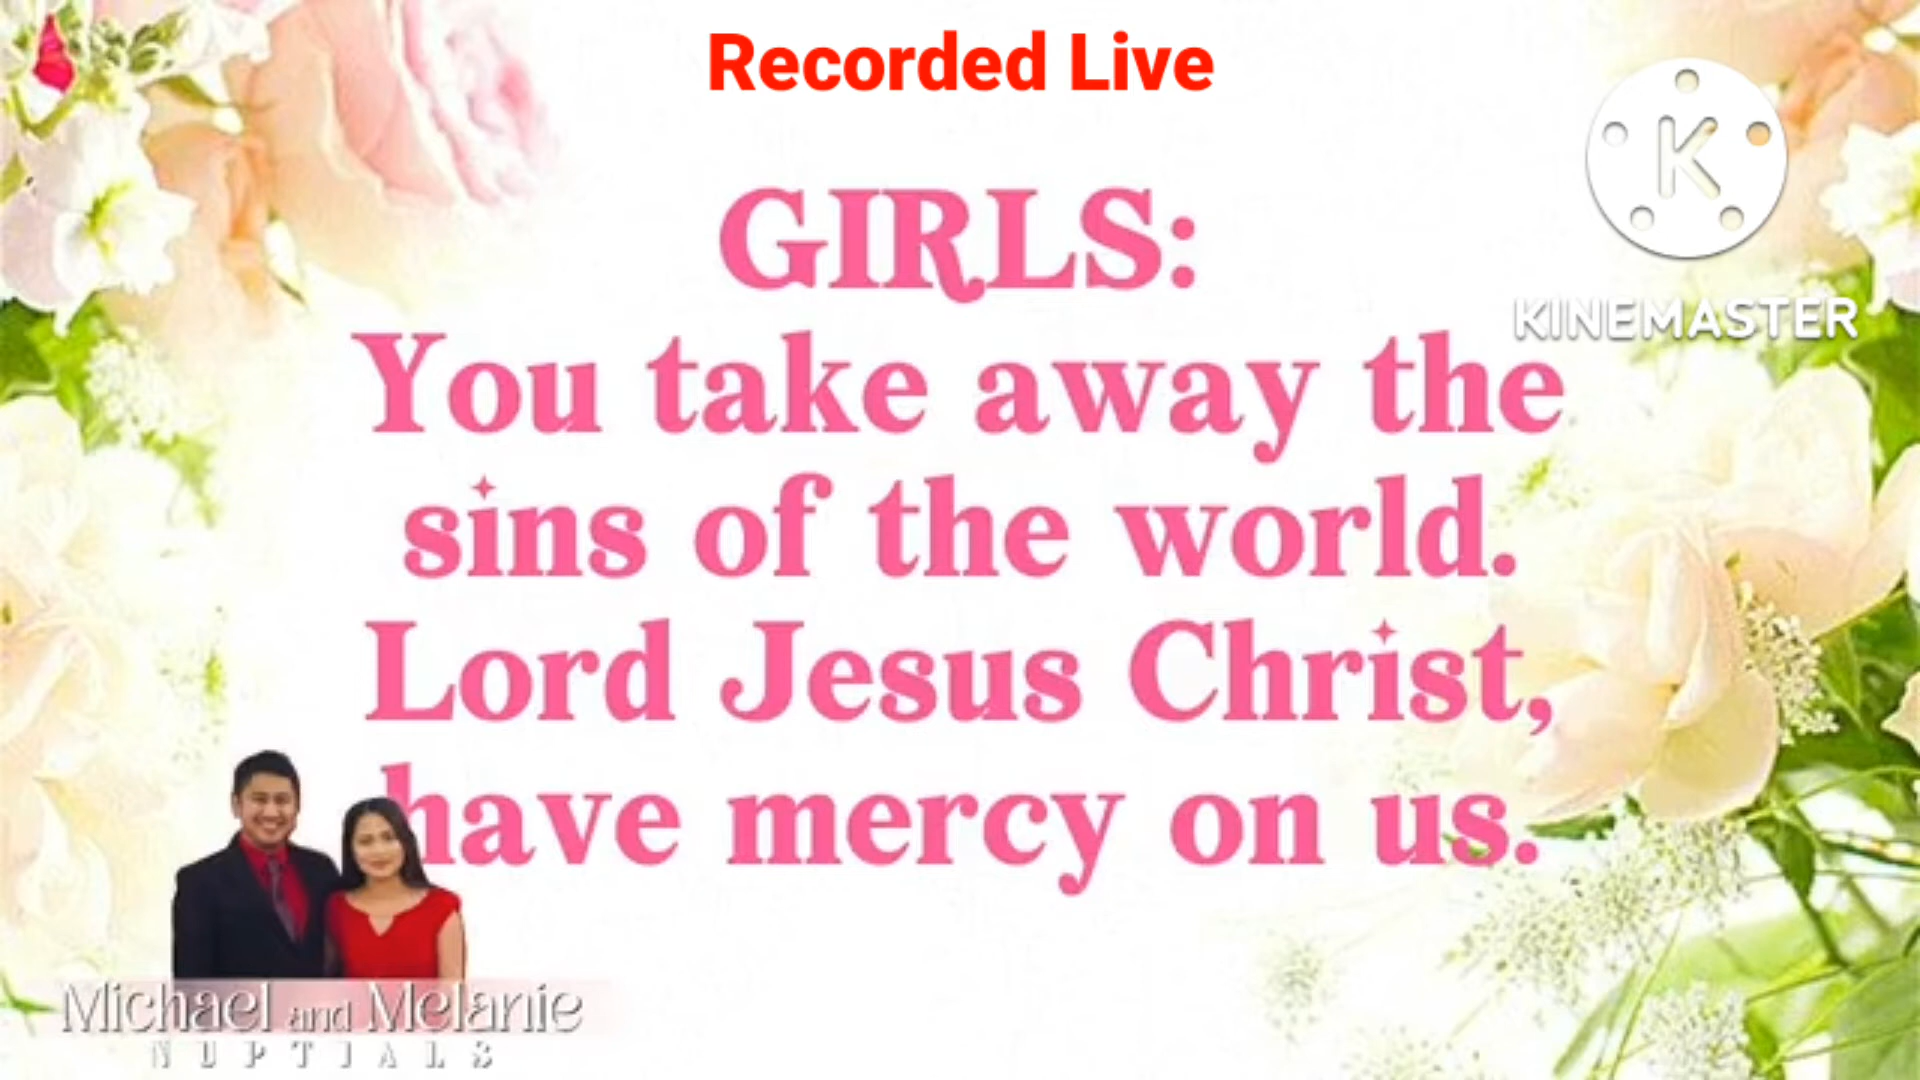 Recorded Live
K
KINEMASTER
GIRLS:
You take away the
sins of the world.
Lord Jesus Christ,
have mercy on us.
Michael and Melanie
NUPTIALS